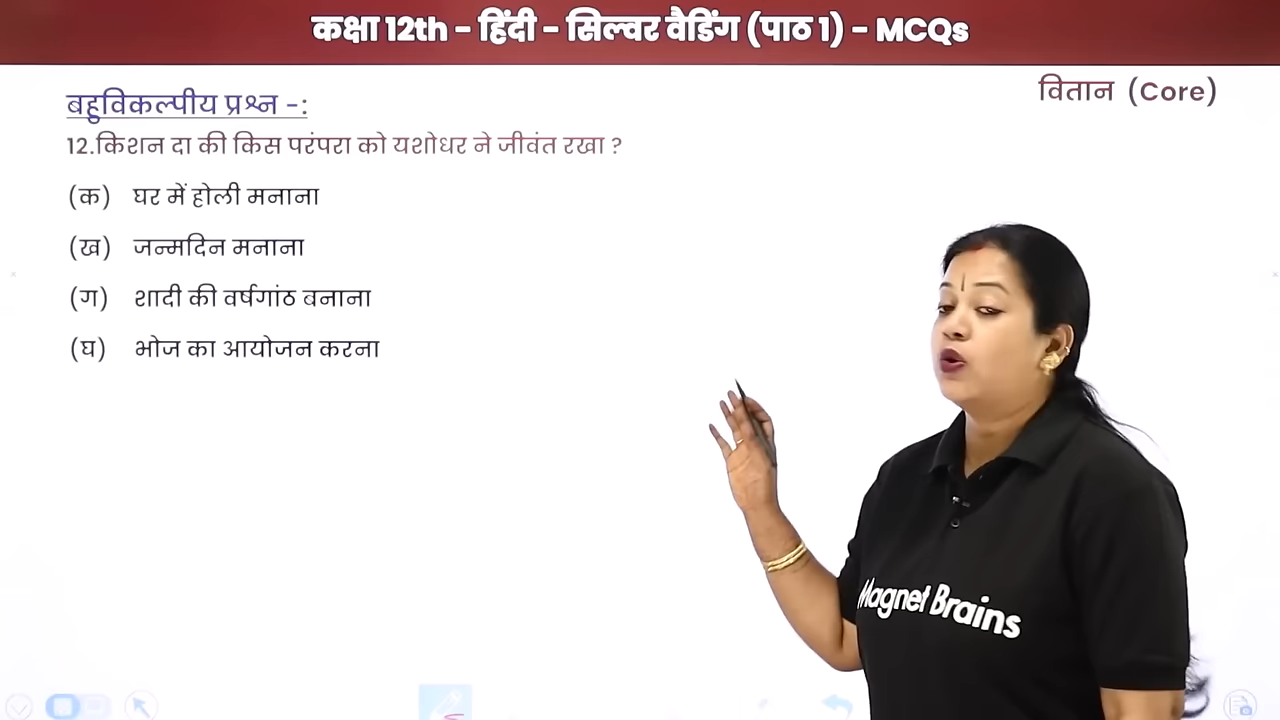 कक्षा 12th - हिंदी - सिल्वर वैडिंग (पाठ 1) - MCQs
वितान (Core)
बहुविकल्पीय प्रश्न -:
12.किशन दा की किस परंपरा को यशोधर ने जीवंत रखा ?
(क) घर में होली मनाना
(ख) जन्मदिन मनाना
(ग) शादी की वर्षगांठ बनाना
(घ) भोज का आयोजन करना
Magnet Brains